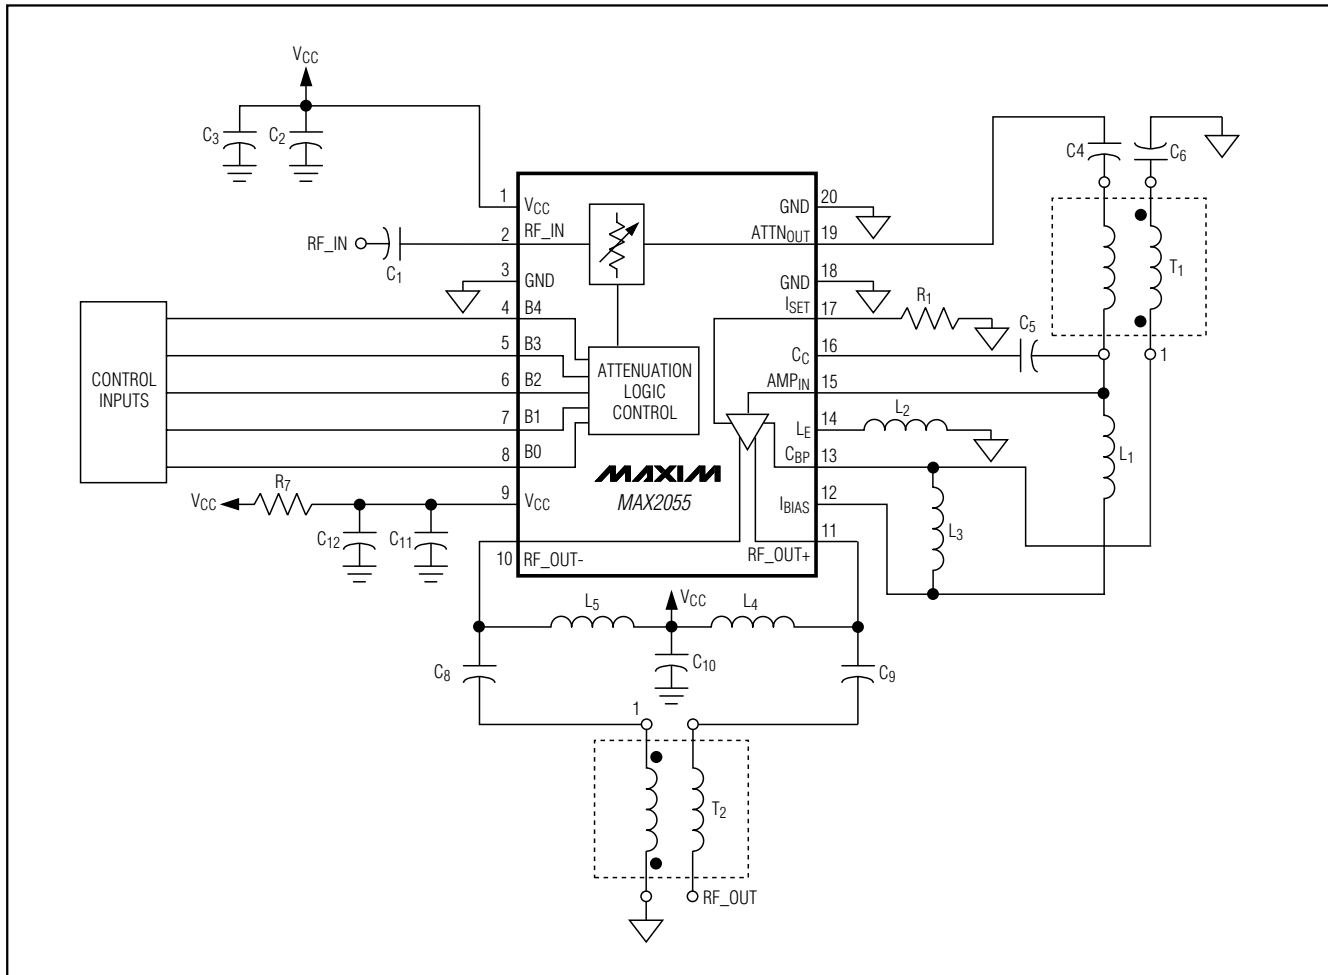 VCC
C3
C2
C4
C6
1
VCC
GND
20
RF_IN
2
RF_IN
ATTNOUT
19
C1
3
GND
GND
18
T1
4
B4
ISET
17
R1
5
B3
CC
16
C5
1
CONTROL
INPUTS
ATTENUATION
LOGIC
CONTROL
6
B2
AMPIN
15
7
B1
LE
14
L2
L1
8
B0
CBP
13
MAXIM
MAX2055
VCC
R7
9
VCC
IBIAS
12
L3
C12
C11
10
RF_OUT-
RF_OUT+
11
L5
VCC
L4
C8
C10
C9
1
T2
RF_OUT